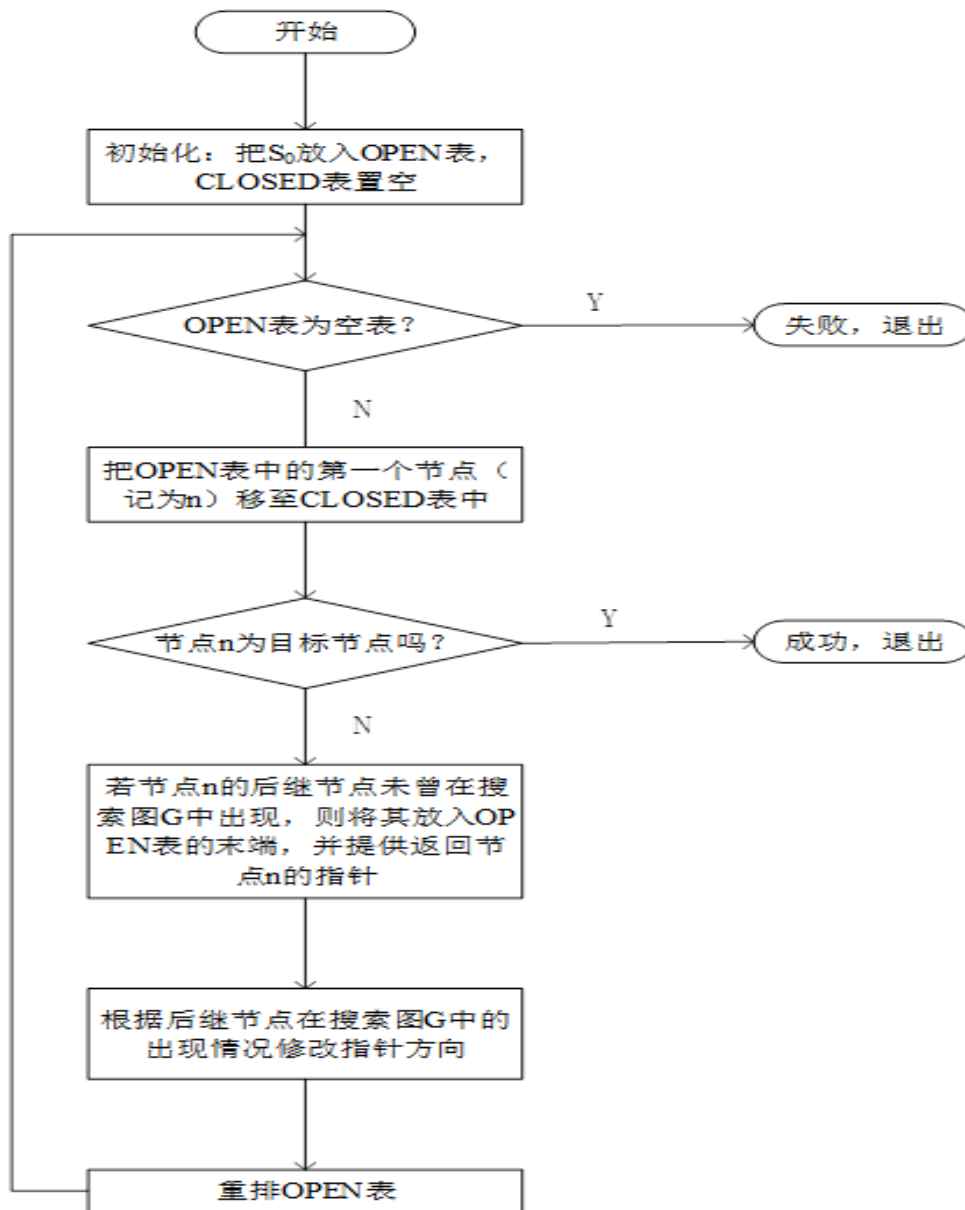 开始
初始化：把S₀放入OPEN表，
CLOSED表置空
OPEN表为空表？
Y
失败，退出
N
把OPEN表中的第一个节点（
记为n）移至CLOSED表中
节点n为目标节点吗？
Y
成功，退出
N
若节点n的后继节点未曾在搜
索图G中出现，则将其放入OP
EN表的末端，并提供返回节
点n的指针
根据后继节点在搜索图G中的
出现情况修改指针方向
重排OPEN表